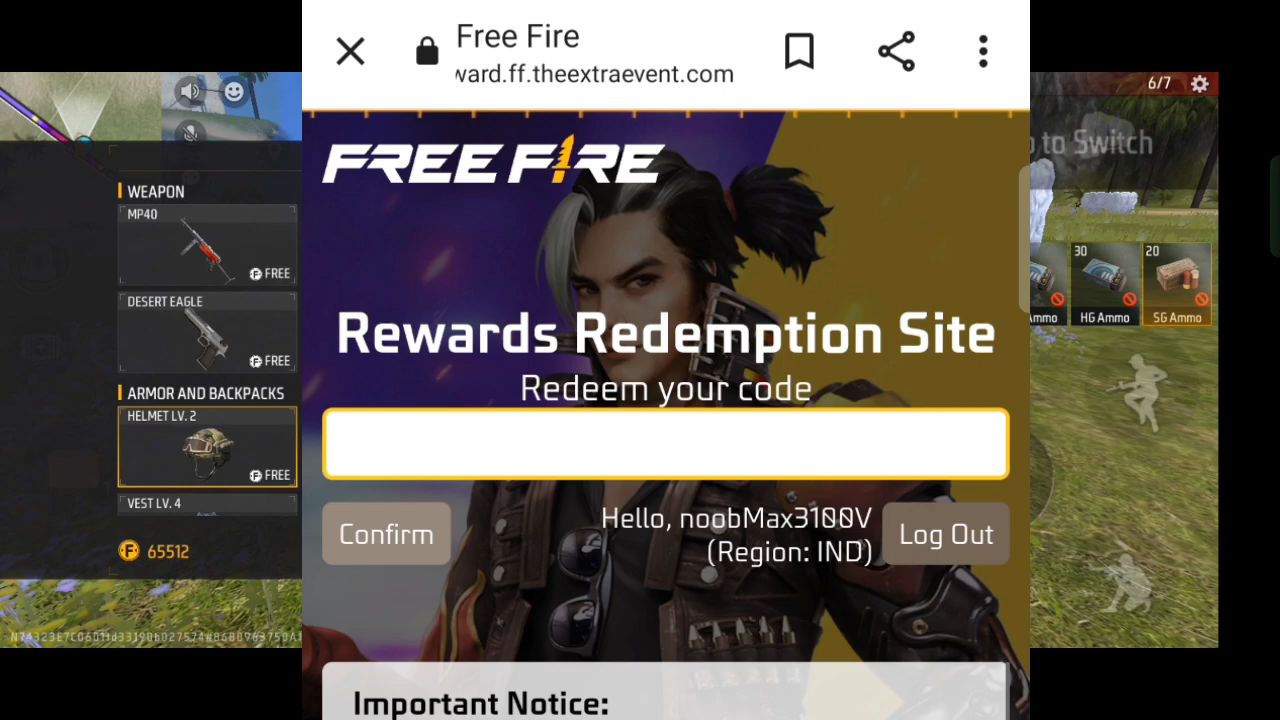 Free Fire
ward.ff.theextraevent.com
FREE FIRE
Rewards Redemption Site
Redeem your code
Confirm
Hello, noobMax3100V
(Region: IND)
Log Out
Important Notice:
WEAPON
MP40
FREE
DESERT EAGLE
FREE
ARMOR AND BACKPACKS
HELMET LV. 2
FREE
VEST LV. 4
65512
6/7
to Switch
30
20
Ammo
HG Ammo
SG Ammo